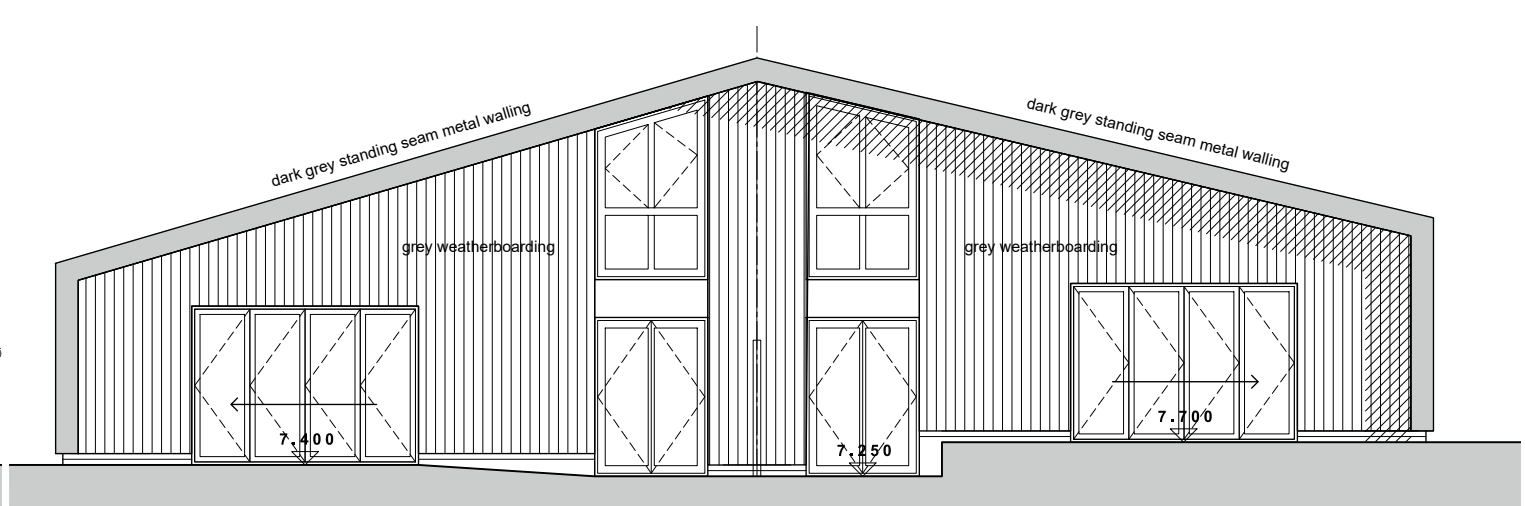 dark grey standing seam metal walling
dark grey standing seam metal walling
grey weatherboarding
grey weatherboarding
7.400
7.250
7.700